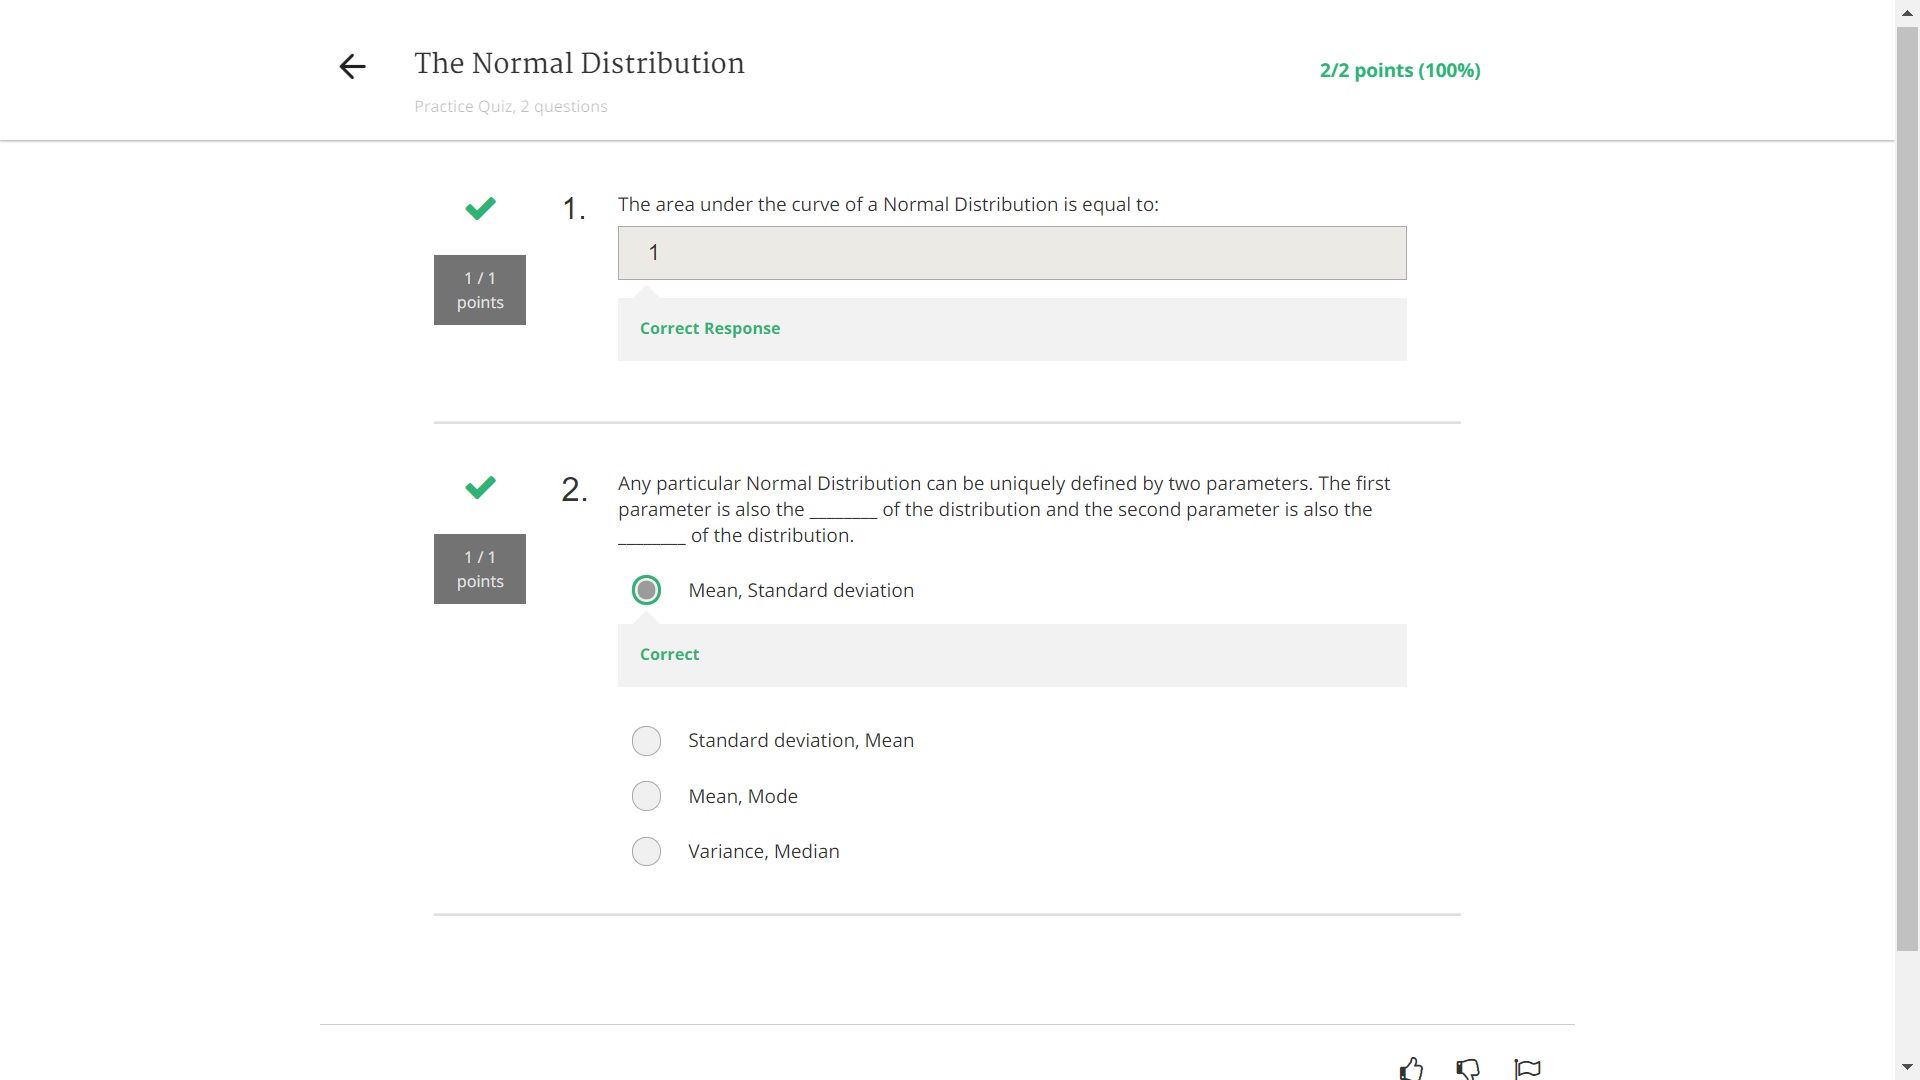 The Normal Distribution
2/2 points (100%)
Practice Quiz, 2 questions
1 / 1
points
1.
The area under the curve of a Normal Distribution is equal to:
1
Correct Response
1 / 1
points
2.
Any particular Normal Distribution can be uniquely defined by two parameters. The first
parameter is also the ________ of the distribution and the second parameter is also the
________ of the distribution.
Mean, Standard deviation
Correct
Standard deviation, Mean
Mean, Mode
Variance, Median